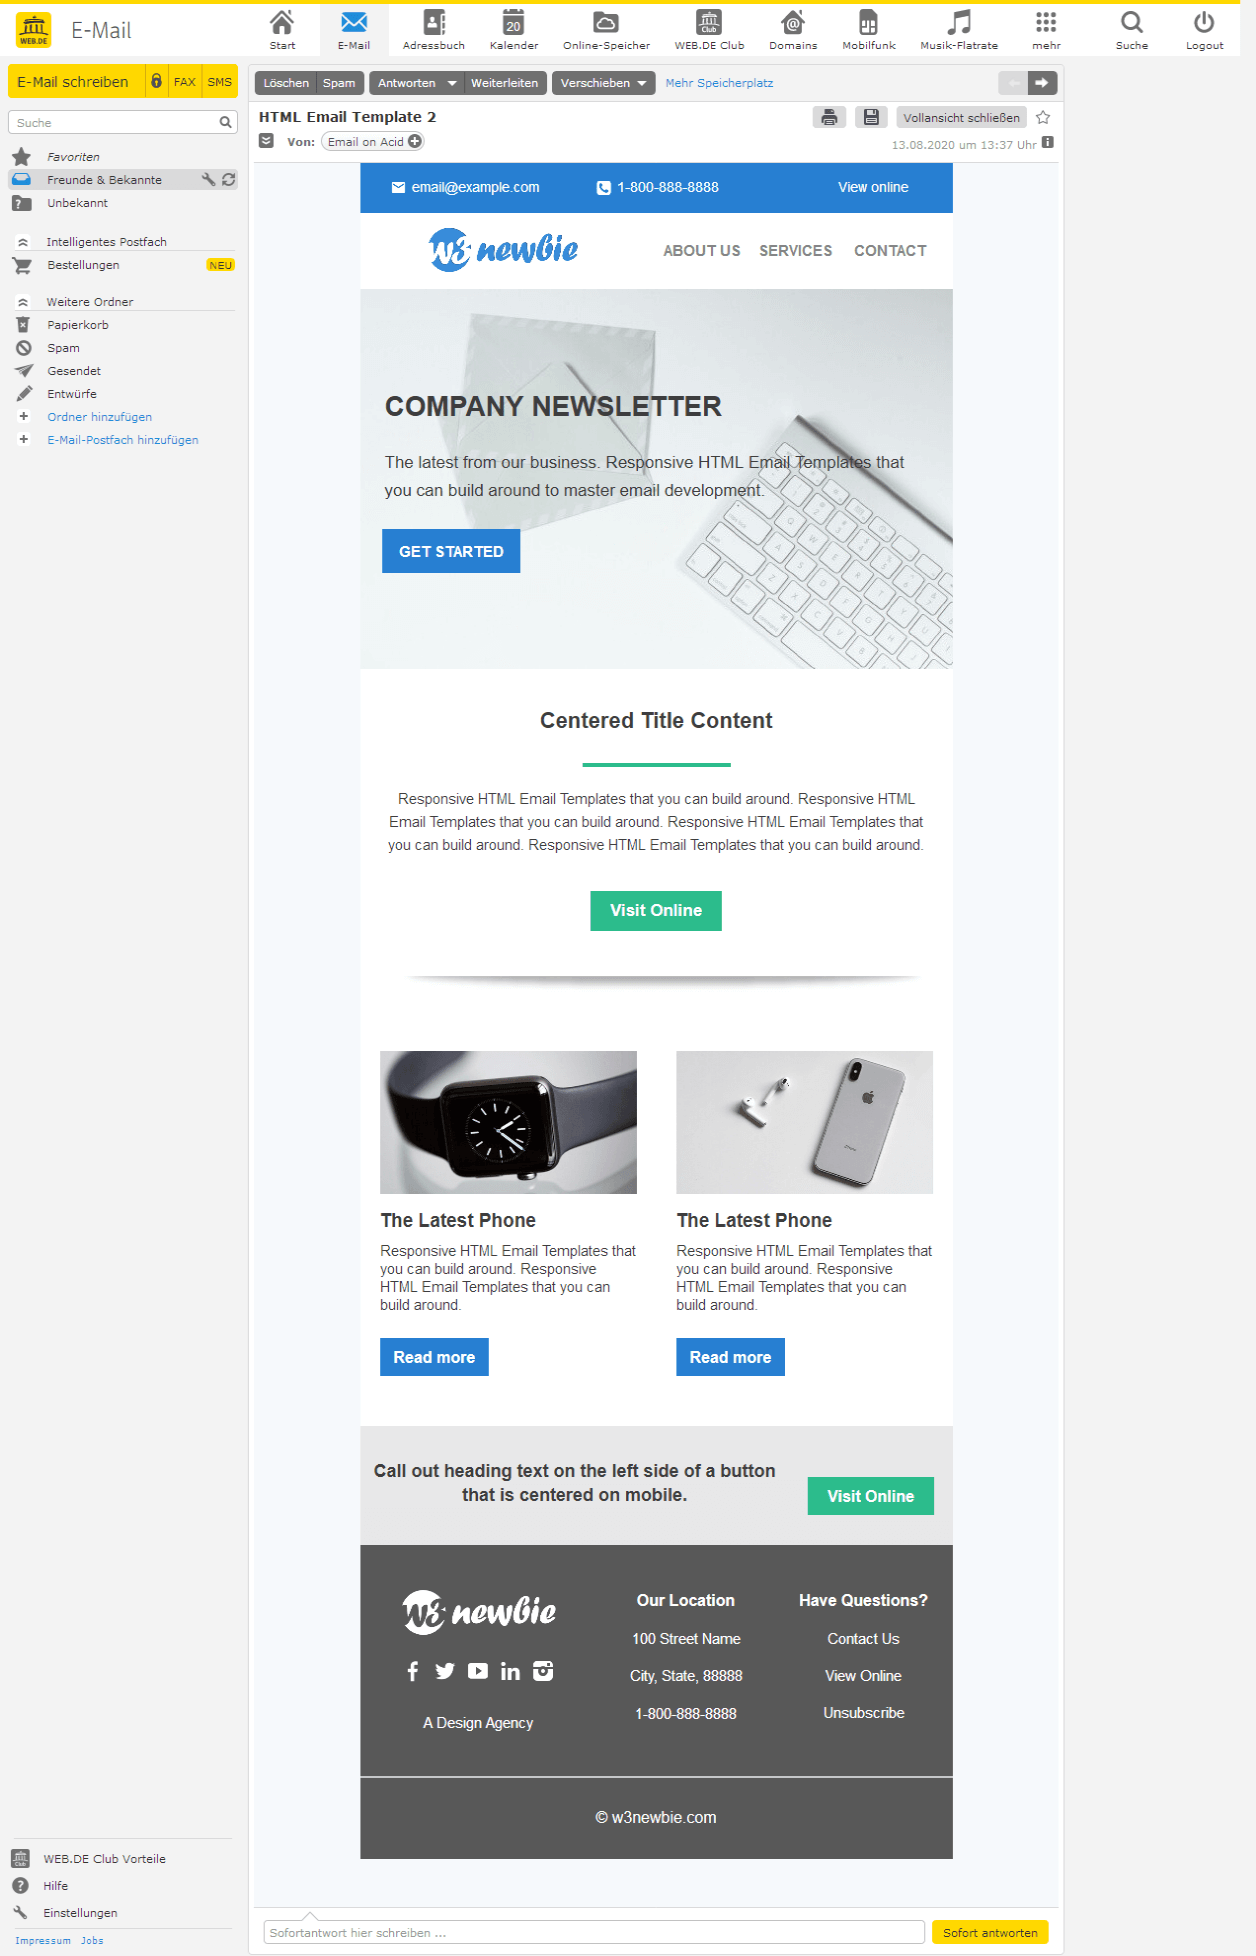 WEB.DE
E-Mail
Start
E-Mail
Adressbuch
20
Kalender
Online-Speicher
Club
WEB.DE Club
Domains
Mobilfunk
Musik-Flatrate
mehr
Suche
Logout
E-Mail schreiben
FAX
SMS
Suche
Favoriten
Freunde & Bekannte
Unbekannt
Intelligentes Postfach
Bestellungen
NEU
Weitere Ordner
Papierkorb
Spam
Gesendet
Entwürfe
Ordner hinzufügen
E-Mail-Postfach hinzufügen
Löschen
Spam
Antworten
Weiterleiten
Verschieben
Mehr Speicherplatz
HTML Email Template 2
Vollansicht schließen
Von: Email on Acid
13.08.2020 um 13:37 Uhr
email@example.com
1-800-888-8888
View online
w3 newbie
ABOUT US
SERVICES
CONTACT
COMPANY NEWSLETTER
The latest from our business. Responsive HTML Email Templates that
you can build around to master email development.
GET STARTED
Centered Title Content
Responsive HTML Email Templates that you can build around. Responsive HTML
Email Templates that you can build around. Responsive HTML Email Templates that
you can build around. Responsive HTML Email Templates that you can build around.
Visit Online
The Latest Phone
Responsive HTML Email Templates that
you can build around. Responsive
HTML Email Templates that you can
build around.
Read more
The Latest Phone
Responsive HTML Email Templates that
you can build around. Responsive
HTML Email Templates that you can
build around.
Read more
Call out heading text on the left side of a button
that is centered on mobile.
Visit Online
w3 newbie
A Design Agency
Our Location
100 Street Name
City, State, 88888
1-800-888-8888
Have Questions?
Contact Us
View Online
Unsubscribe
© w3newbie.com
Club
WEB.DE Club Vorteile
Hilfe
Einstellungen
Impressum
Jobs
Sofortantwort hier schreiben ...
Sofort antworten